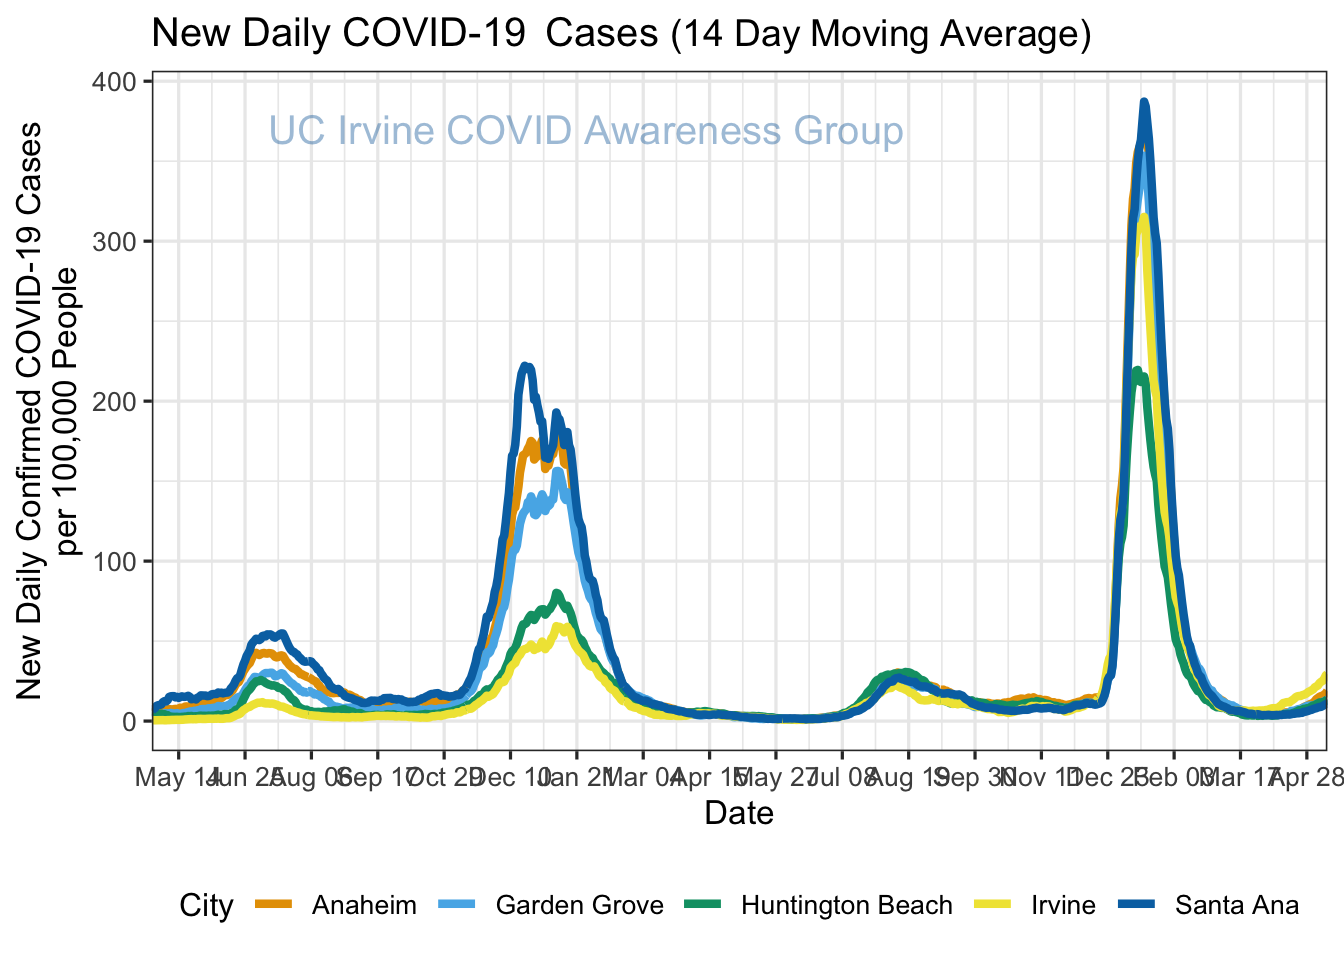 New Daily COVID-19 Cases (14 Day Moving Average)
UC Irvine COVID Awareness Group
New Daily Confirmed COVID-19 Cases
per 100,000 People
400
300
200
100
0
May 14 Jun 25 Aug 06 Sep 17 Oct 29 Dec 10 Jan 21 Mar 04 Apr 15 May 27 Jul 08 Aug 19 Sep 30 Nov 11 Dec 23 Feb 03 Mar 17 Apr 28
Date
City Anaheim Garden Grove Huntington Beach Irvine Santa Ana